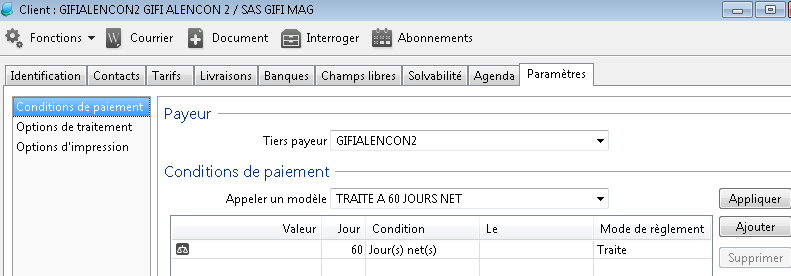 Client : GIFIALENCON2 GIFI ALENCON 2 / SAS GIFI MAG
Fonctions Courrier Document Interroger Abonnements
Identification Contacts Tarifs Livraisons Banques Champs libres Solvabilité Agenda Paramètres
Conditions de paiement
Options de traitement
Options d'impression
Payeur
Tiers payeur GIFIALENCON2
Conditions de paiement
Appeler un modèle TRAITE A 60 JOURS NET Appliquer
Valeur Jour Condition Le Mode de règlement Ajouter
60 Jour(s) net(s) Traite
Supprimer